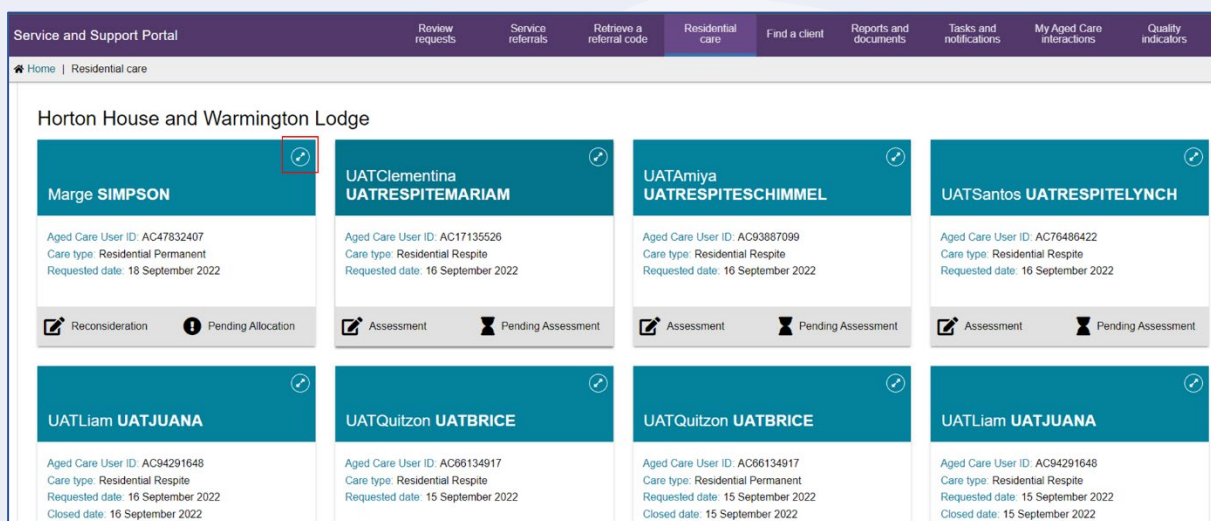 Service and Support Portal
Review requests
Service referrals
Retrieve a referral code
Residential care
Find a client
Reports and documents
Tasks and notifications
My Aged Care interactions
Quality indicators
Home | Residential care
Horton House and Warmington Lodge
Marge SIMPSON
Aged Care User ID: AC47832407
Care type: Residential Permanent
Requested date: 18 September 2022
Reconsideration
Pending Allocation
UATClementina
UATRESPITEMARIAM
Aged Care User ID: AC17135526
Care type: Residential Respite
Requested date: 16 September 2022
Assessment
Pending Assessment
UATAmiya
UATRESPITESCHIMMEL
Aged Care User ID: AC93887099
Care type: Residential Respite
Requested date: 16 September 2022
Assessment
Pending Assessment
UATSantos UATRESPITELYNCH
Aged Care User ID: AC76486422
Care type: Residential Respite
Requested date: 16 September 2022
Assessment
Pending Assessment
UATLiam UATJUANA
Aged Care User ID: AC94291648
Care type: Residential Respite
Requested date: 16 September 2022
Closed date: 16 September 2022
UATQuitzon UATBRICE
Aged Care User ID: AC66134917
Care type: Residential Respite
Requested date: 15 September 2022
UATQuitzon UATBRICE
Aged Care User ID: AC66134917
Care type: Residential Permanent
Requested date: 15 September 2022
Closed date: 15 September 2022
UATLiam UATJUANA
Aged Care User ID: AC94291648
Care type: Residential Respite
Requested date: 15 September 2022
Closed date: 15 September 2022